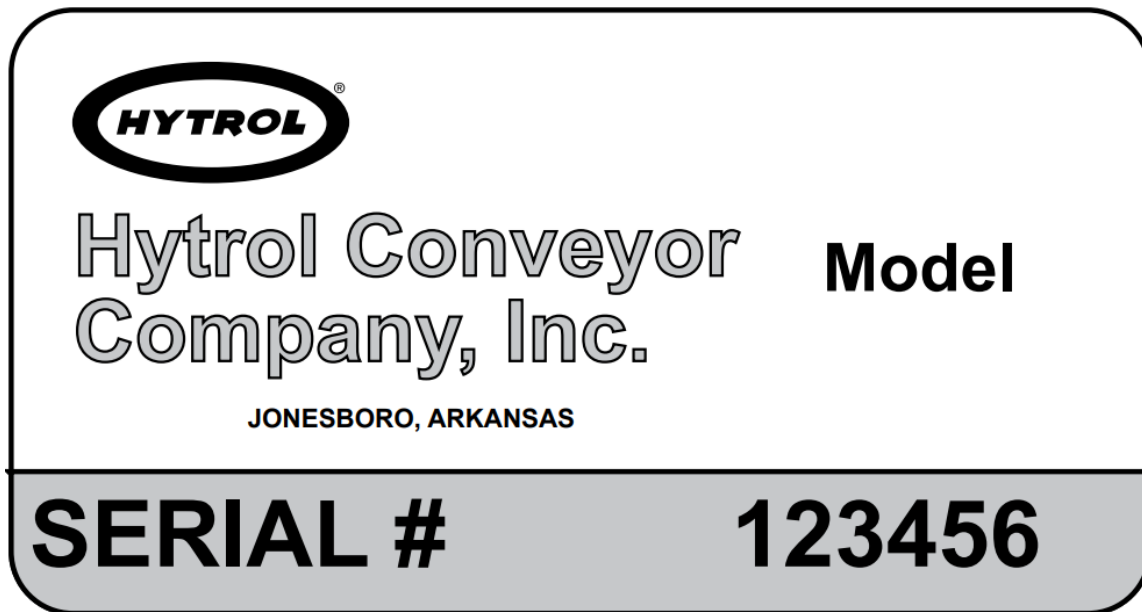 HYTROL®
Hytrol Conveyor
Company, Inc.
Model
JONESBORO, ARKANSAS
SERIAL # 123456